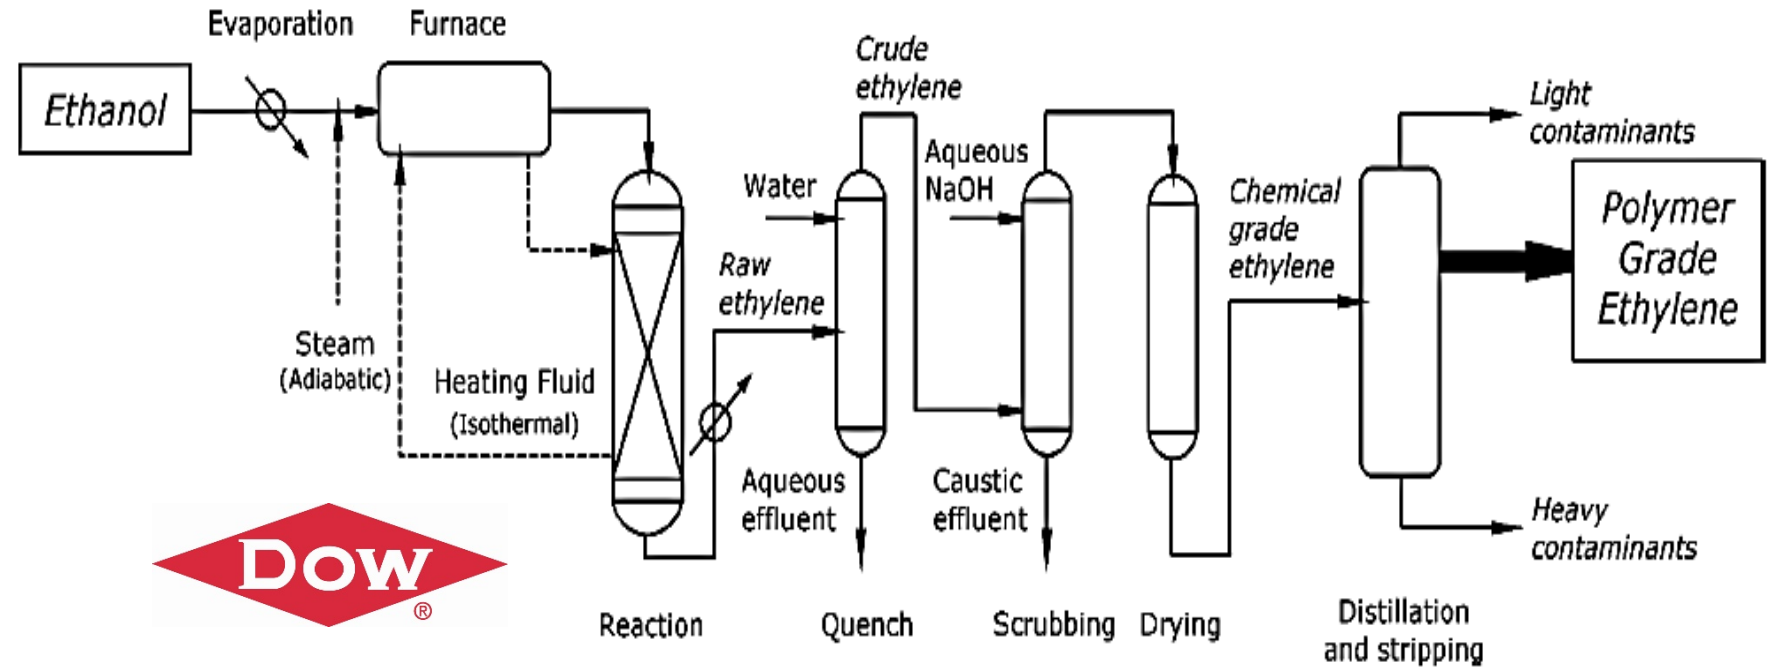 Evaporation
Furnace
Ethanol
Steam
(Adiabatic)
Heating Fluid
(Isothermal)
Raw
ethylene
Water
Crude
ethylene
Aqueous
NaOH
Aqueous
effluent
Caustic
effluent
Chemical
grade
ethylene
Light
contaminants
Polymer
Grade
Ethylene
Heavy
contaminants
Reaction
Quench
Scrubbing
Drying
Distillation
and stripping
Dow
®